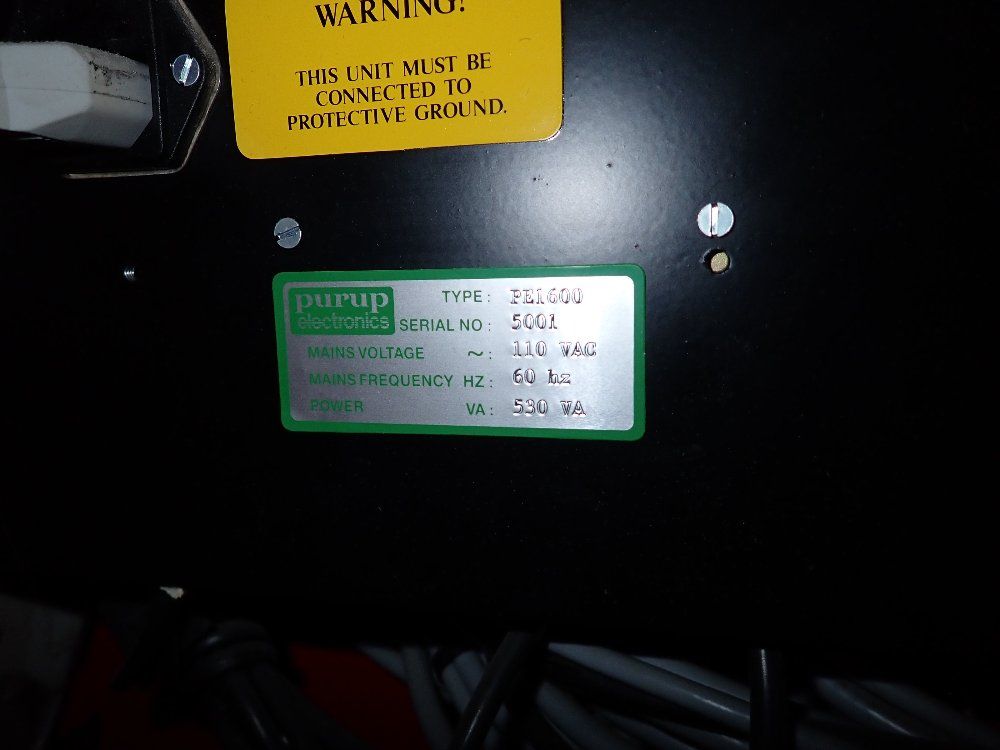 WARNING!
THIS UNIT MUST BE
CONNECTED TO
PROTECTIVE GROUND.
purup
electronics
TYPE: PE1600
SERIAL NO: 5001
MAINS VOLTAGE ~: 110 VAC
MAINS FREQUENCY HZ: 60 hz
POWER VA: 530 VA